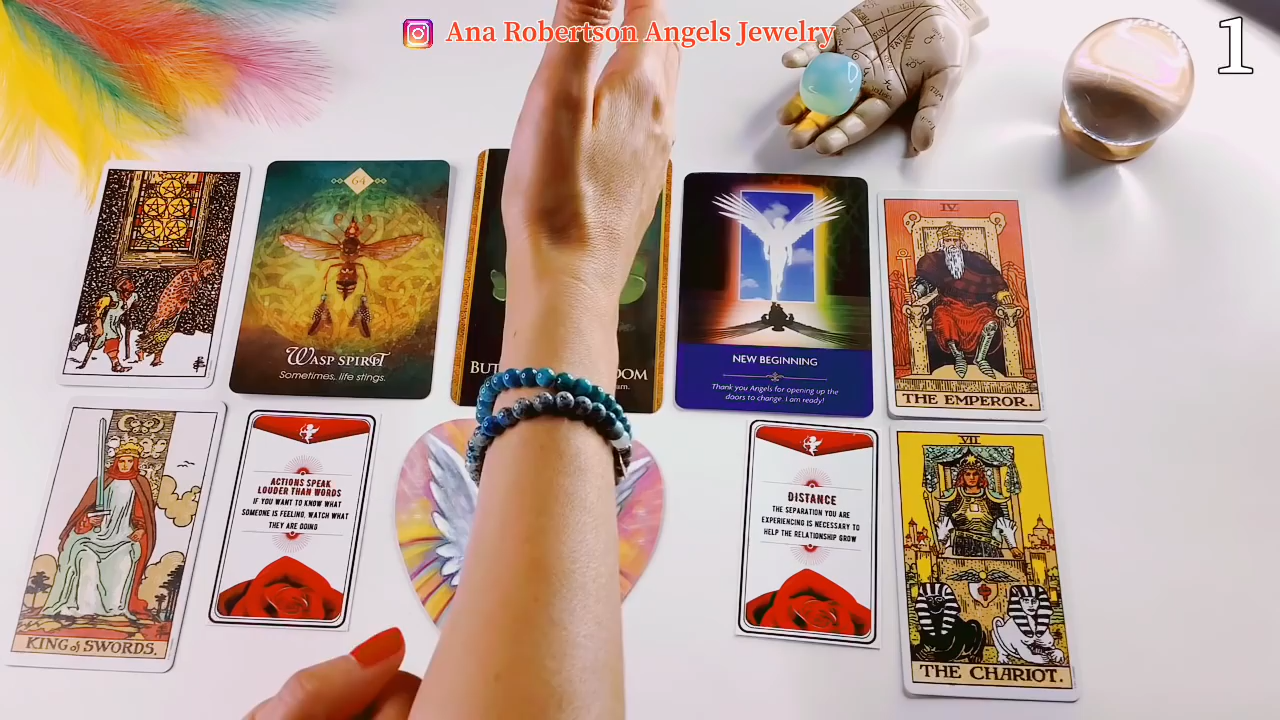 Ana Robertson Angels Jewelry
1
64
WASP SPIRIT
Sometimes, life stings.
NEW BEGINNING
Thank you Angels for opening up the
doors to change. I am ready!
IV
THE EMPEROR.
KING of SWORDS.
ACTIONS SPEAK
LOUDER THAN WORDS
IF YOU WANT TO KNOW WHAT
SOMEONE IS FEELING, WATCH WHAT
THEY ARE DOING
DISTANCE
THE SEPARATION YOU ARE
EXPERIENCING IS NECESSARY TO
HELP THE RELATIONSHIP GROW
VII
THE CHARIOT.